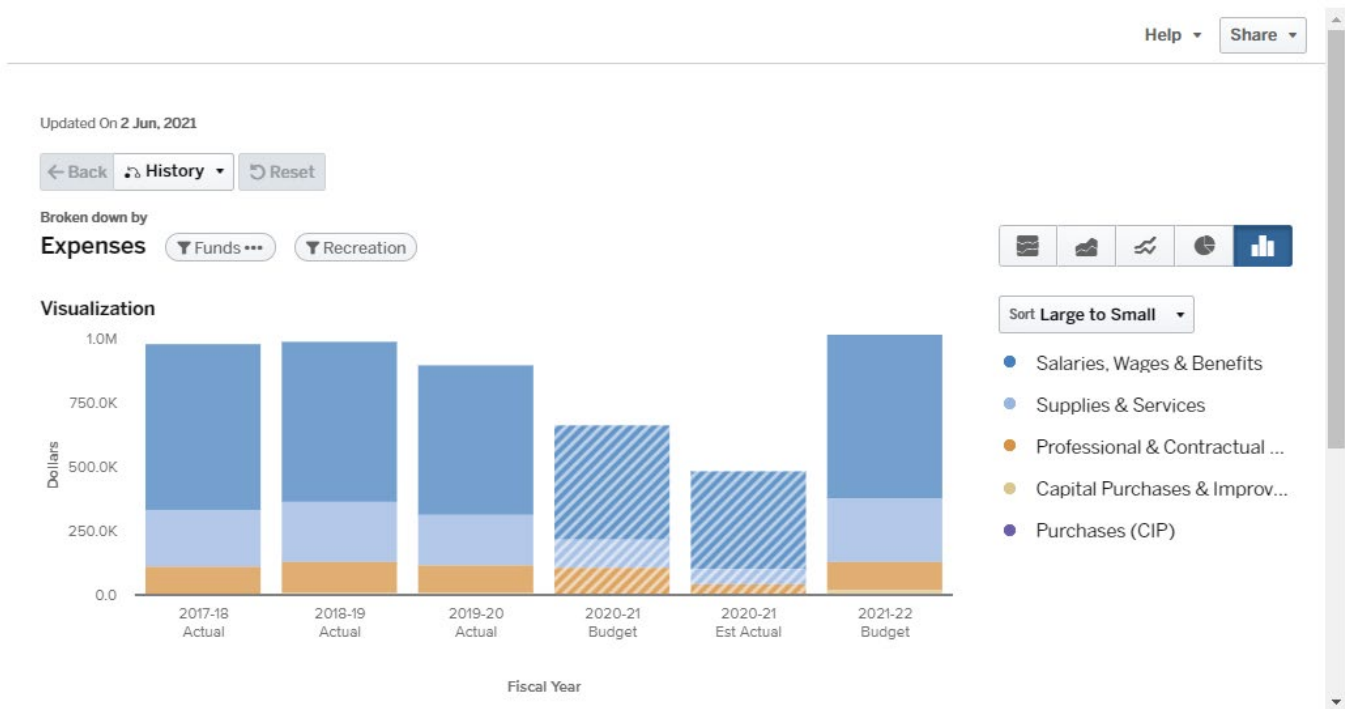 Help Share
Updated On 2 Jun, 2021
Back History Reset
Broken down by
Expenses Funds ••• Recreation
Visualization
Sort Large to Small
Salaries, Wages & Benefits
Supplies & Services
Professional & Contractual ...
Capital Purchases & Improv...
Purchases (CIP)
1.0M
750.0K
500.0K
250.0K
0.0
Dollars
2017-18 2018-19 2019-20 2020-21 2020-21 2021-22
Actual Actual Actual Budget Est Actual Budget
Fiscal Year